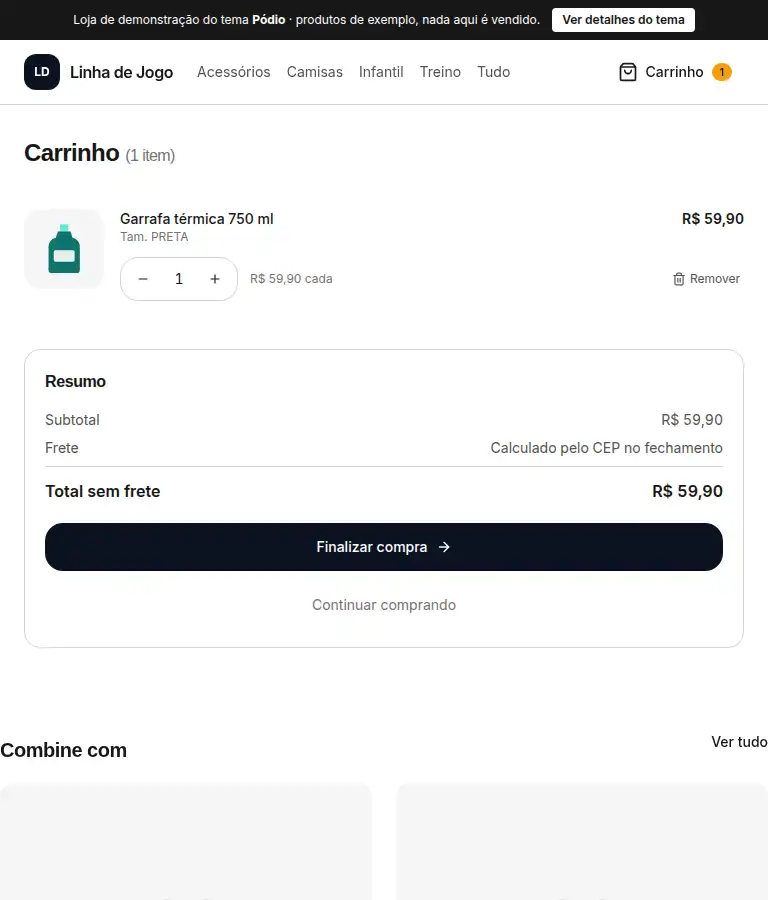 Loja de demonstração do tema Pódio · produtos de exemplo, nada aqui é vendido. Ver detalhes do tema
LD Linha de Jogo Acessórios Camisas Infantil Treino Tudo Carrinho 1
Carrinho (1 item)
Garrafa térmica 750 ml R$ 59,90
Tam. PRETA
− 1 + R$ 59,90 cada Remover
Resumo
Subtotal R$ 59,90
Frete Calculado pelo CEP no fechamento
Total sem frete R$ 59,90
Finalizar compra →
Continuar comprando
Combine com Ver tudo